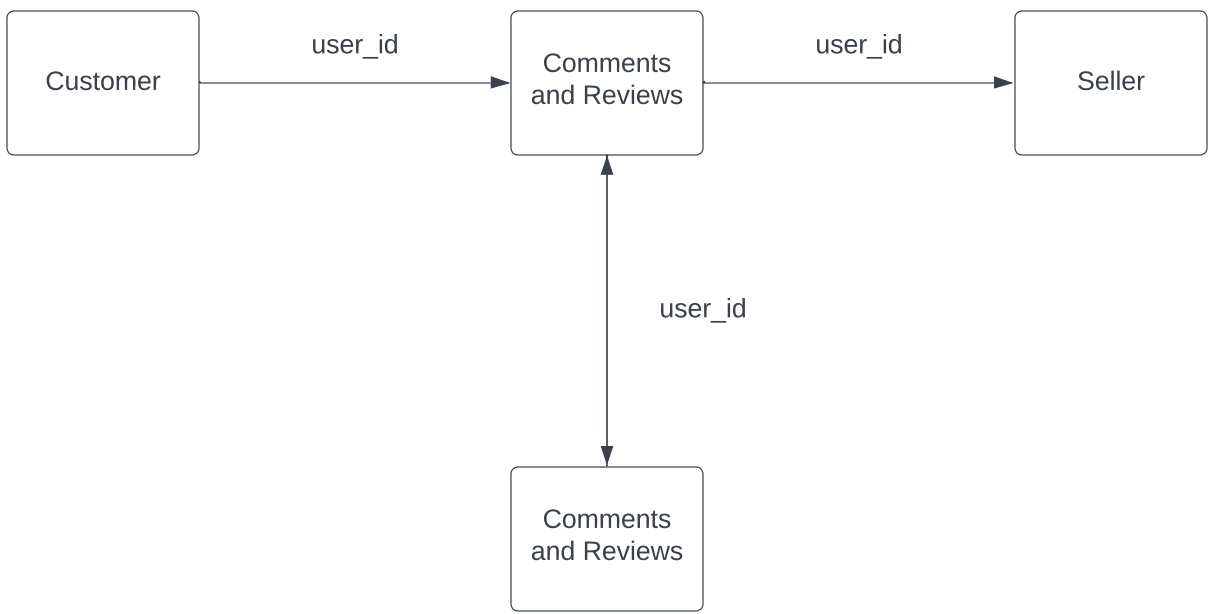 user_id
user_id
Customer
Comments
and Reviews
Seller
user_id
Comments
and Reviews